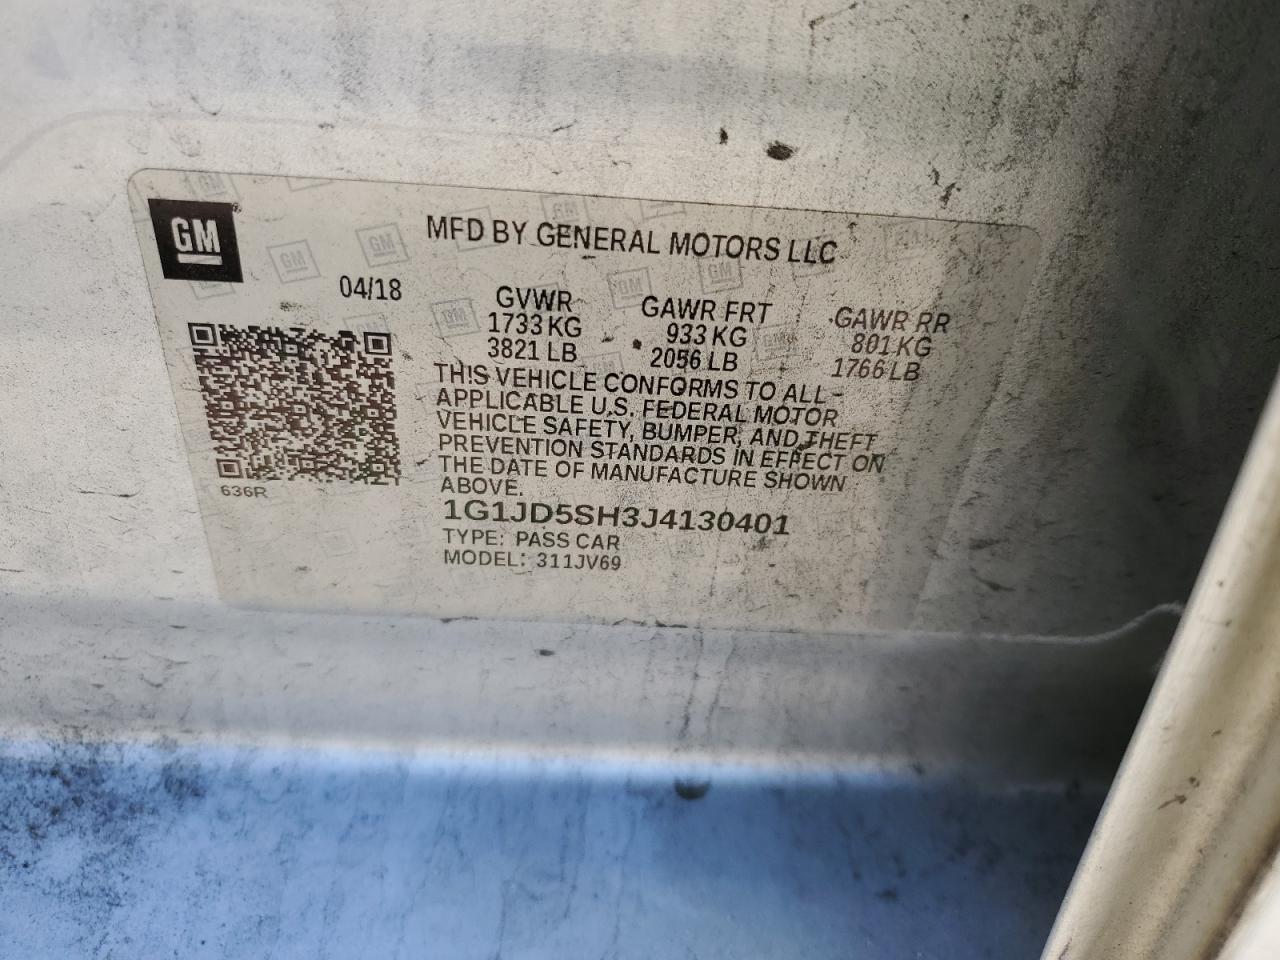 GM
MFD BY GENERAL MOTORS LLC
04/18
GVWR GAWR FRT GAWR RR
1733 KG 933 KG 801 KG
3821 LB 2056 LB 1766 LB
THIS VEHICLE CONFORMS TO ALL
APPLICABLE U.S. FEDERAL MOTOR
VEHICLE SAFETY, BUMPER, AND THEFT
PREVENTION STANDARDS IN EFFECT ON
THE DATE OF MANUFACTURE SHOWN
ABOVE.
636R
1G1JD5SH3J4130401
TYPE: PASS CAR
MODEL: 311JV69